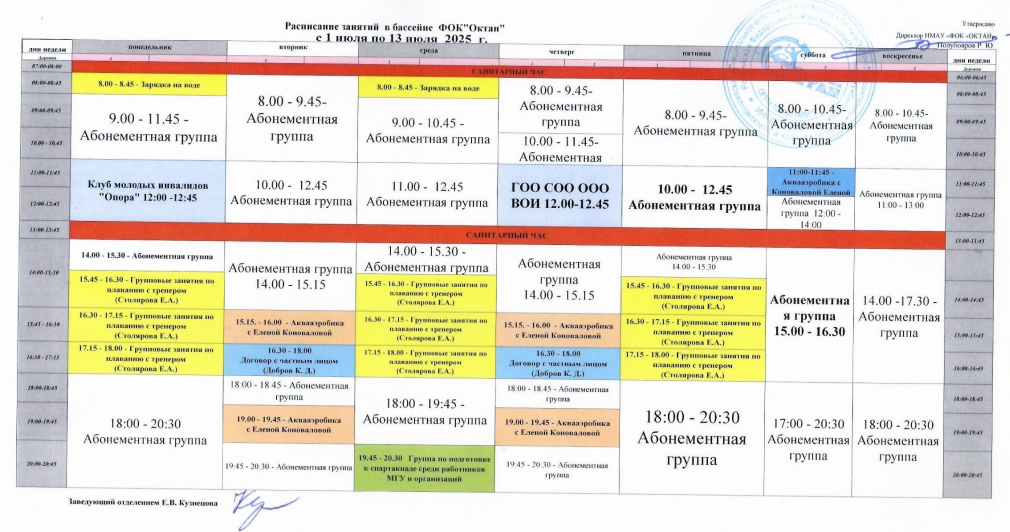 Расписание занятий в бассейне ФОК"Октан"
с 1 июля по 13 июля 2025 г.
Утверждаю
Директор НМАУ «ФОК «ОКТАН»
Полубояров Р Ю
дни недели
понедельник
вторник
среда
четверг
пятница
суббота
воскресенье
дни недели
Дорожки
Дорожки
07:00-08:00
САНИТАРНЫЙ ЧАС
06:00-06:45
08:00-08:45
8.00 - 8.45 - Зарядка на воде
9.00 - 11.45 -
Абонементная группа
8.00 - 9.45-
Абонементная
группа
8.00 - 8.45 - Зарядка на воде
9.00 - 10.45 -
Абонементная группа
8.00 - 9.45-
Абонементная
группа
10.00 - 11.45-
Абонементная
8.00 - 9.45-
Абонементная группа
8.00 - 10.45-
Абонементная
группа
8.00 - 10.45-
Абонементная
группа
08:00-08:45
09:00-09:45
09:00-09:45
10.00 - 10.45
10:00-10:45
11:00-11:45
Клуб молодых инвалидов
"Опора" 12:00 -12:45
10.00 - 12.45
Абонементная группа
11.00 - 12.45
Абонементная группа
ГОО СОО ООО
ВОИ 12.00-12.45
10.00 - 12.45
Абонементная группа
11:00-11:45 -
Аквааэробика с
Коноваловой Еленой
Абонементная
группа 12:00 -
14:00
Абонементная группа
11:00 - 13:00
11:00-11:45
12:00-12:45
12:00-12:45
13:00-13:45
САНИТАРНЫЙ ЧАС
13:00-13:45
14:00-15:30
14.00 - 15.30 - Абонементная группа
15.45 - 16.30 - Групповые занятия по
плаванию с тренером
(Столярова Е.А.)
16.30 - 17.15 - Групповые занятия по
плаванию с тренером
(Столярова Е.А.)
17.15 - 18.00 - Групповые занятия по
плаванию с тренером
(Столярова Е.А.)
Абонементная группа
14.00 - 15.15
15.15. - 16.00 - Аквааэробика
с Еленой Коноваловой
16.30 - 18.00
Договор с частным лицом
(Добров К. Д.)
14.00 - 15.30 -
Абонементная группа
15.45 - 16.30 - Групповые занятия по
плаванию с тренером
(Столярова Е.А.)
16.30 - 17.15 - Групповые занятия по
плаванию с тренером
(Столярова Е.А.)
17.15 - 18.00 - Групповые занятия по
плаванию с тренером
(Столярова Е.А.)
Абонементная
группа
14.00 - 15.15
15.15. - 16.00 - Аквааэробика
с Еленой Коноваловой
16.30 - 18.00
Договор с частным лицом
(Добров К. Д.)
Абонементная группа
14.00 - 15.30
15.45 - 16.30 - Групповые занятия по
плаванию с тренером
(Столярова Е.А.)
16.30 - 17.15 - Групповые занятия по
плаванию с тренером
(Столярова Е.А.)
17.15 - 18.00 - Групповые занятия по
плаванию с тренером
(Столярова Е.А.)
Абонементна
я группа
15.00 - 16.30
14.00 -17.30 -
Абонементная
группа
14:00-14:45
15:45 - 16:30
15:00-15:45
16:30 - 17:15
16:00-16:45
18:00-18:45
18:00 - 20:30
Абонементная группа
18:00 - 18.45 - Абонементная
группа
19.00 -19.45 - Аквааэробика
с Еленой Коноваловой
19:45 - 20:30 - Абонементная группа
18:00 - 19:45 -
Абонементная группа
19.45 - 20.30 Группа по подготовке
к спартакиаде среди работников
МГУ и организаций
18:00 - 18.45 - Абонементная
группа
19.00 -19.45 - Аквааэробика
с Еленой Коноваловой
19:45 - 20:30 - Абонементная группа
18:00 - 20:30
Абонементная
группа
17:00 - 20:30
Абонементная
группа
18:00 - 20:30
Абонементная
группа
18:00-18:45
19:00-19:45
19:00-19:45
20:00-20:45
20:00-20:45
Заведующий отделением Е.В. Кузнецова